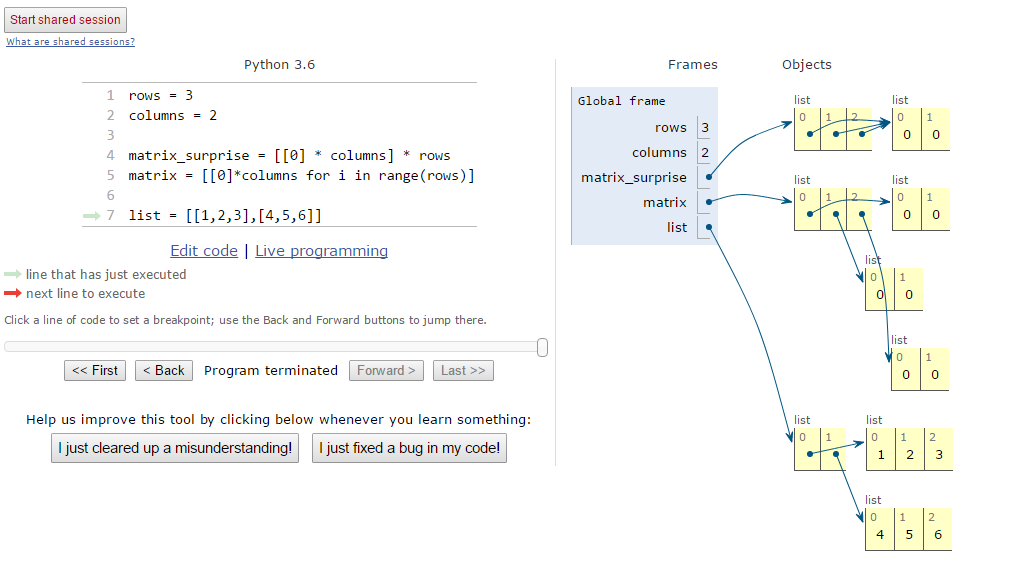 Start shared session
What are shared sessions?
Python 3.6
1 rows = 3
2 columns = 2
3
4 matrix_surprise = [[0] * columns] * rows
5 matrix = [[0]*columns for i in range(rows)]
6
7 list = [[1,2,3],[4,5,6]]
Edit code | Live programming
line that has just executed
next line to execute
Click a line of code to set a breakpoint; use the Back and Forward buttons to jump there.
<< First < Back Program terminated Forward > Last >>
Help us improve this tool by clicking below whenever you learn something:
I just cleared up a misunderstanding! I just fixed a bug in my code!
Frames Objects
Global frame
rows 3
columns 2
matrix_surprise
matrix
list
list list
0 1 2 0 1
0 0
list list
0 1 2 0 1
0 0
list
0 1
0 0
list
0 1
0 0
list list
0 1 0 1 2
1 2 3
list
0 1 2
4 5 6